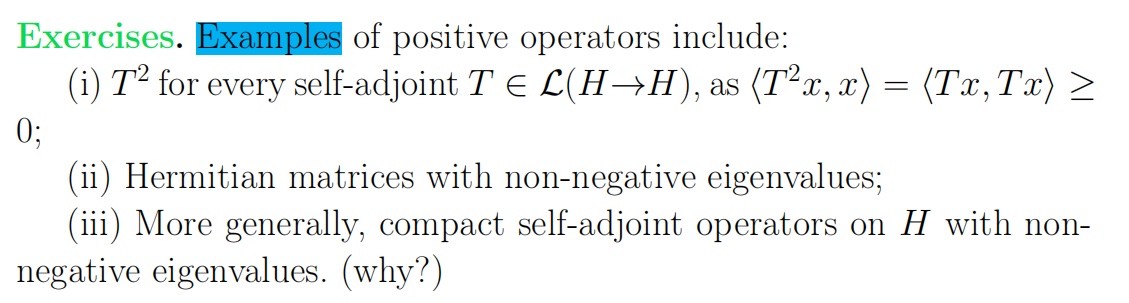 Exercises. Examples of positive operators include:
(i) T² for every self-adjoint T ∈ ℒ(H→H), as ⟨T²x, x⟩ = ⟨Tx, Tx⟩ ≥
0;
(ii) Hermitian matrices with non-negative eigenvalues;
(iii) More generally, compact self-adjoint operators on H with non-
negative eigenvalues. (why?)